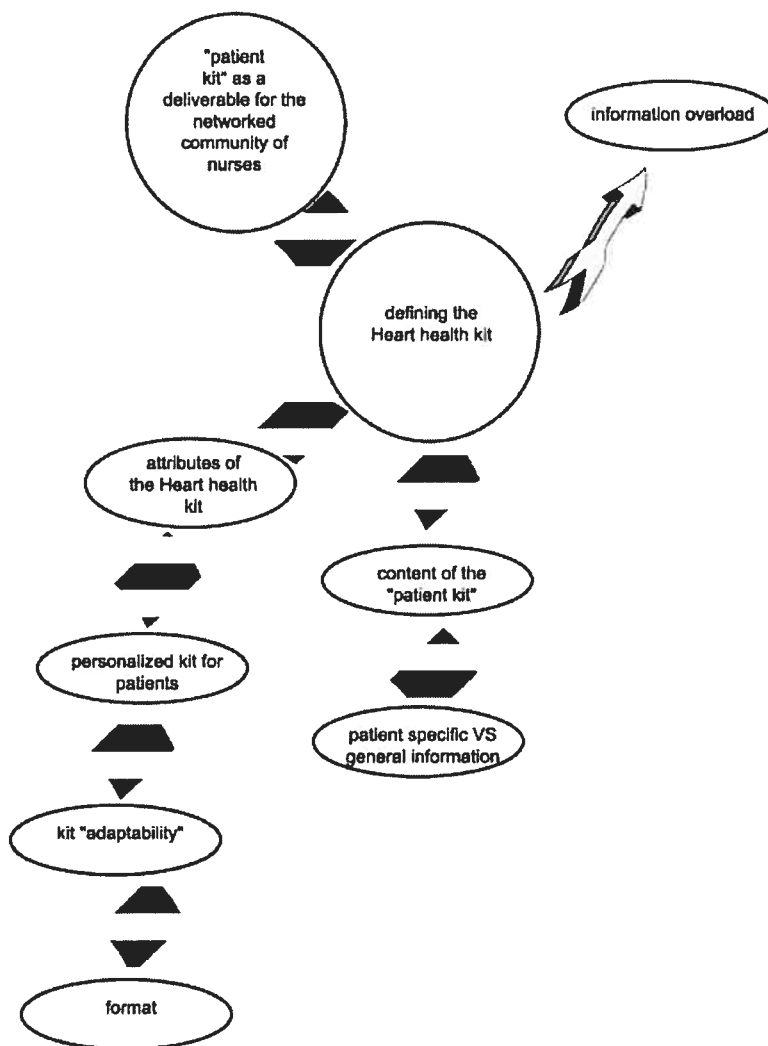 "patient
kit" as a
deliverable for the
networked
community of
nurses
information overload
defining the
Heart health kit
attributes of
the Heart health
kit
content of the
"patient kit"
personalized kit for
patients
patient specific VS
general information
kit "adaptability"
format